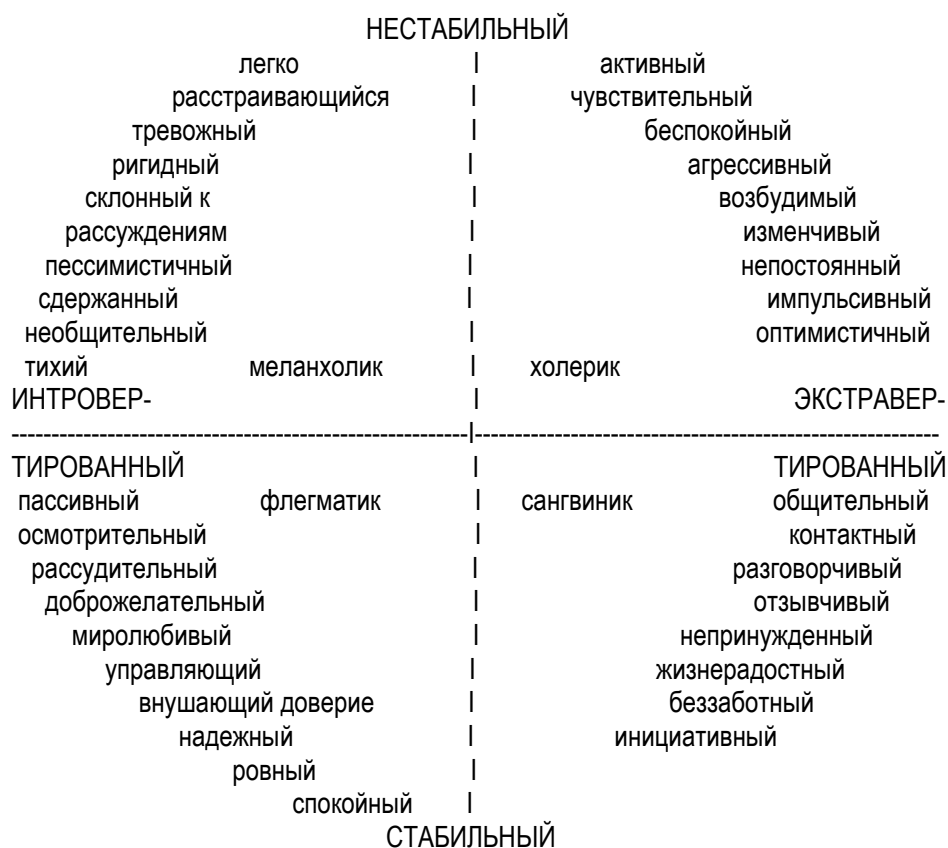 НЕСТАБИЛЬНЫЙ
легко | активный
расстраивающийся | чувствительный
тревожный | беспокойный
ригидный | агрессивный
склонный к | возбудимый
рассуждениям | изменчивый
пессимистичный | непостоянный
сдержанный | импульсивный
необщительный | оптимистичный
тихий меланхолик | холерик
ИНТРОВЕР- | ЭКСТРАВЕР-
---------------------------------------------------------|----------------------------------------------------------
ТИРОВАННЫЙ | ТИРОВАННЫЙ
пассивный флегматик | сангвиник общительный
осмотрительный | контактный
рассудительный | разговорчивый
доброжелательный | отзывчивый
миролюбивый | непринужденный
управляющий | жизнерадостный
внушающий доверие | беззаботный
надежный | инициативный
ровный |
спокойный |
СТАБИЛЬНЫЙ